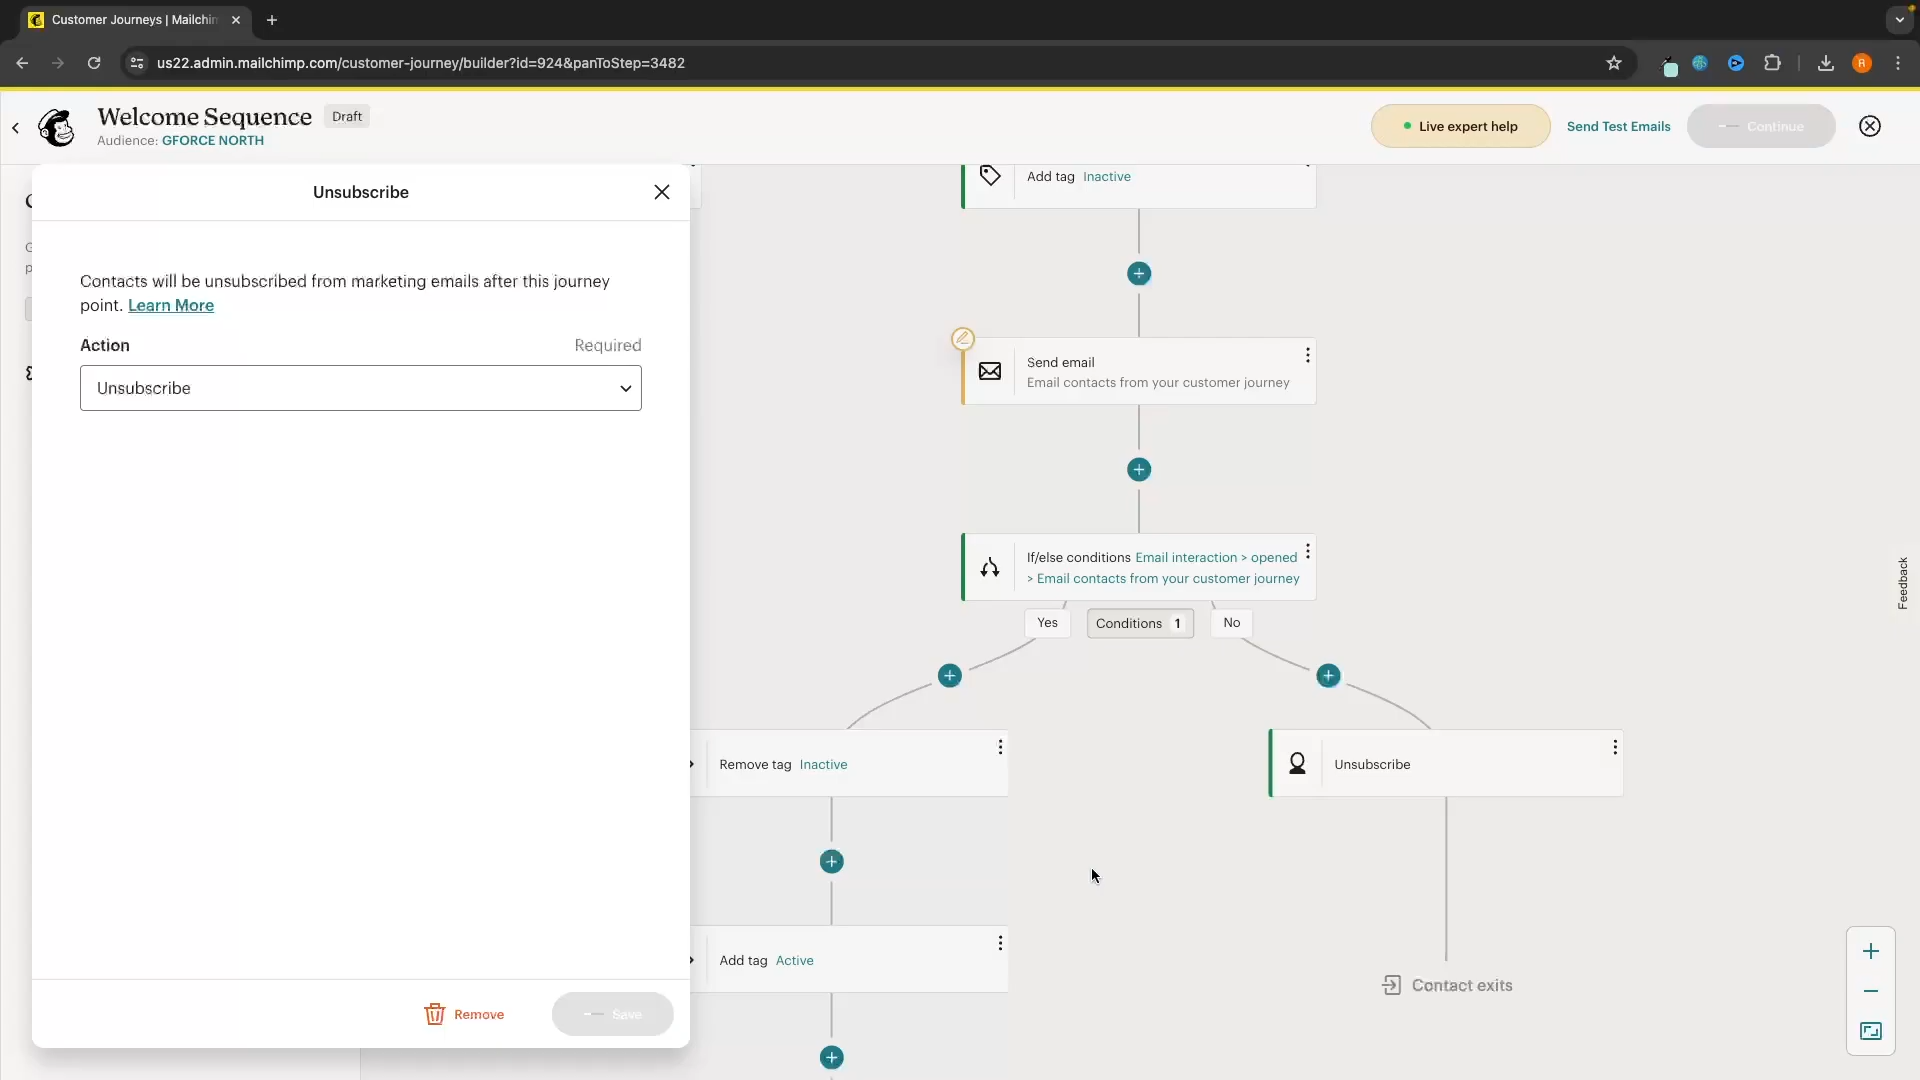 Customer Journeys | Mailchim
us22.admin.mailchimp.com/customer-journey/builder?id=924&panToStep=3482
R
Welcome Sequence
Draft
Audience: GFORCE NORTH
Live expert help
Send Test Emails
Continue
Unsubscribe
Contacts will be unsubscribed from marketing emails after this journey
point. Learn More
Action
Required
Unsubscribe
Remove
Save
Add tag Inactive
Send email
Email contacts from your customer journey
If/else conditions Email interaction > opened
> Email contacts from your customer journey
Yes
Conditions 1
No
Remove tag Inactive
Unsubscribe
Add tag Active
Contact exits
Feedback